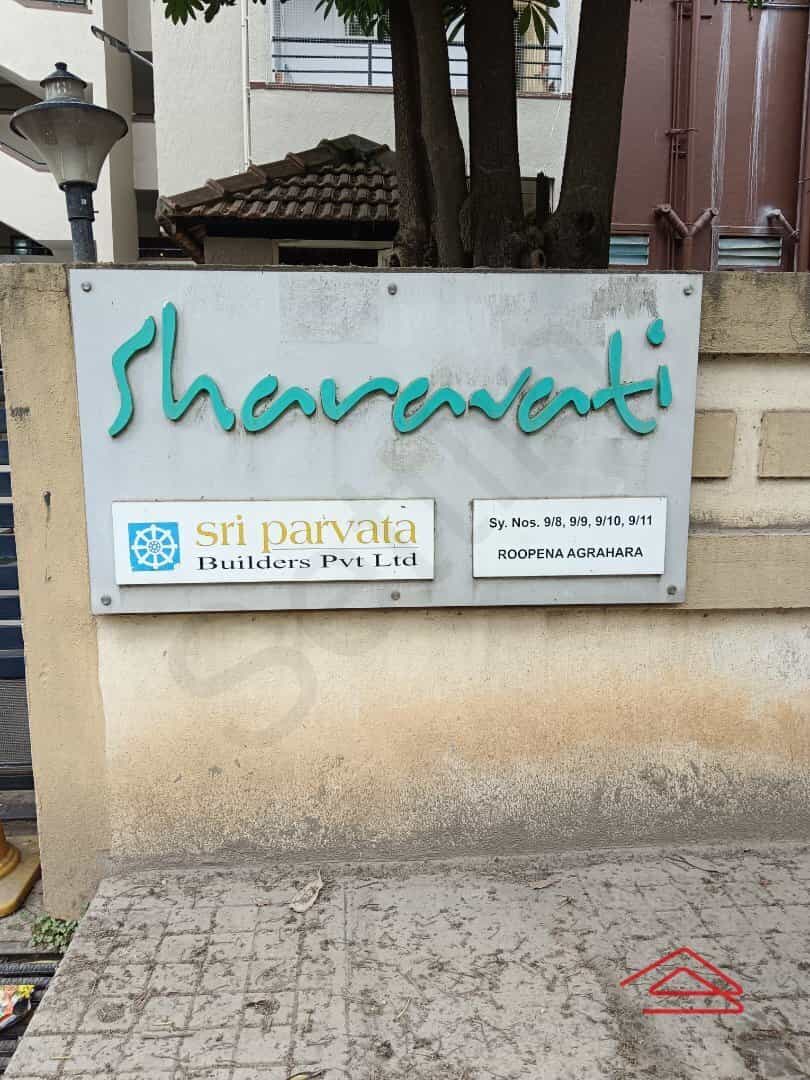 Sharavati
sri parvata
Builders Pvt Ltd
Sy. Nos. 9/8, 9/9, 9/10, 9/11
ROOPENA AGRAHARA